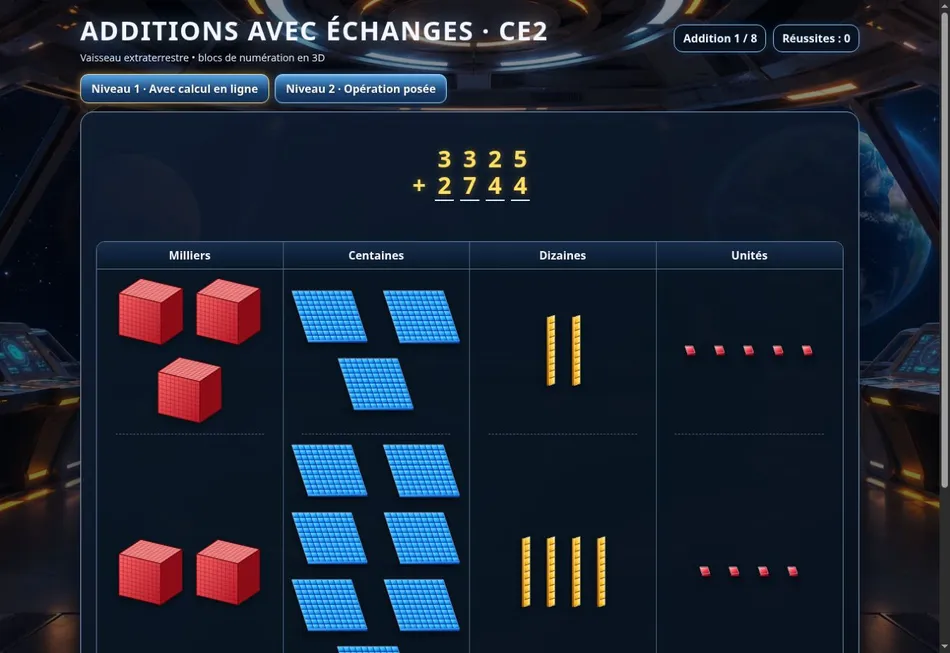 ADDITIONS AVEC ÉCHANGES · CE2
Vaisseau extraterrestre • blocs de numération en 3D
Addition 1 / 8
Réussites : 0
Niveau 1 · Avec calcul en ligne
Niveau 2 · Opération posée
3 3 2 5
+ 2 7 4 4
Milliers
Centaines
Dizaines
Unités